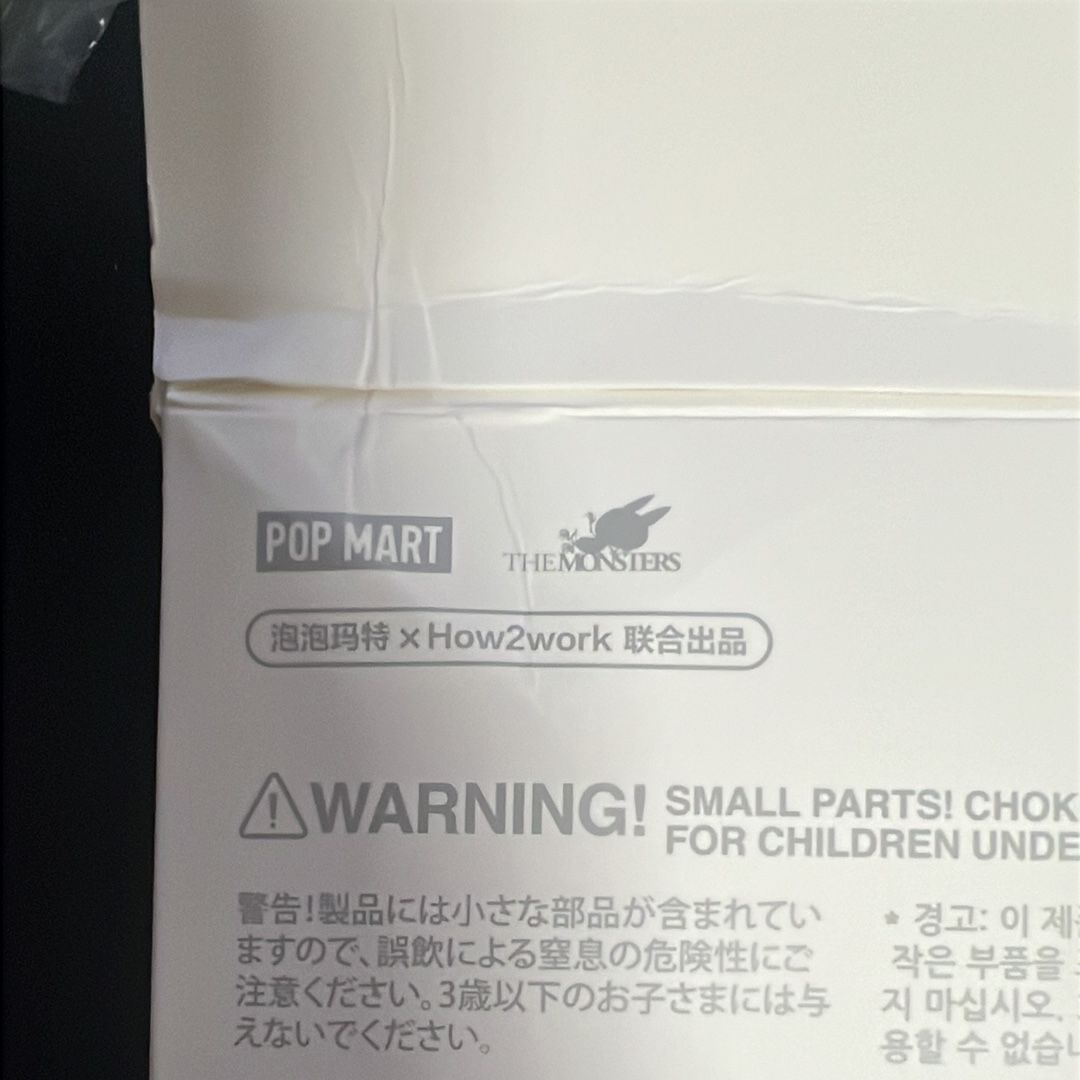 POP MART
THE MONSTERS
泡泡玛特 × How2work 联合出品
WARNING!
SMALL PARTS! CHOK
FOR CHILDREN UNDE
警告!製品には小さな部品が含まれてい
ますので、誤飲による窒息の危険性にご
注意ください。3歳以下のお子さまには与
えないでください。
* 경고: 이 제
작은 부품을
지 마십시오.
용할 수 없습